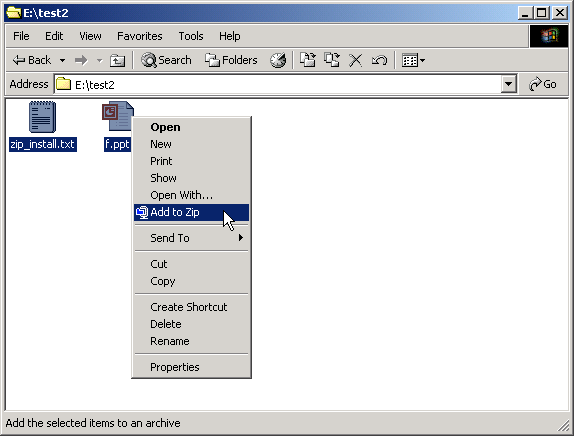 E:\test2
File Edit View Favorites Tools Help
Back Search Folders
Address E:\test2 Go
zip_install.txt f.ppt
Open
New
Print
Show
Open With...
Add to Zip
Send To
Cut
Copy
Create Shortcut
Delete
Rename
Properties
Add the selected items to an archive